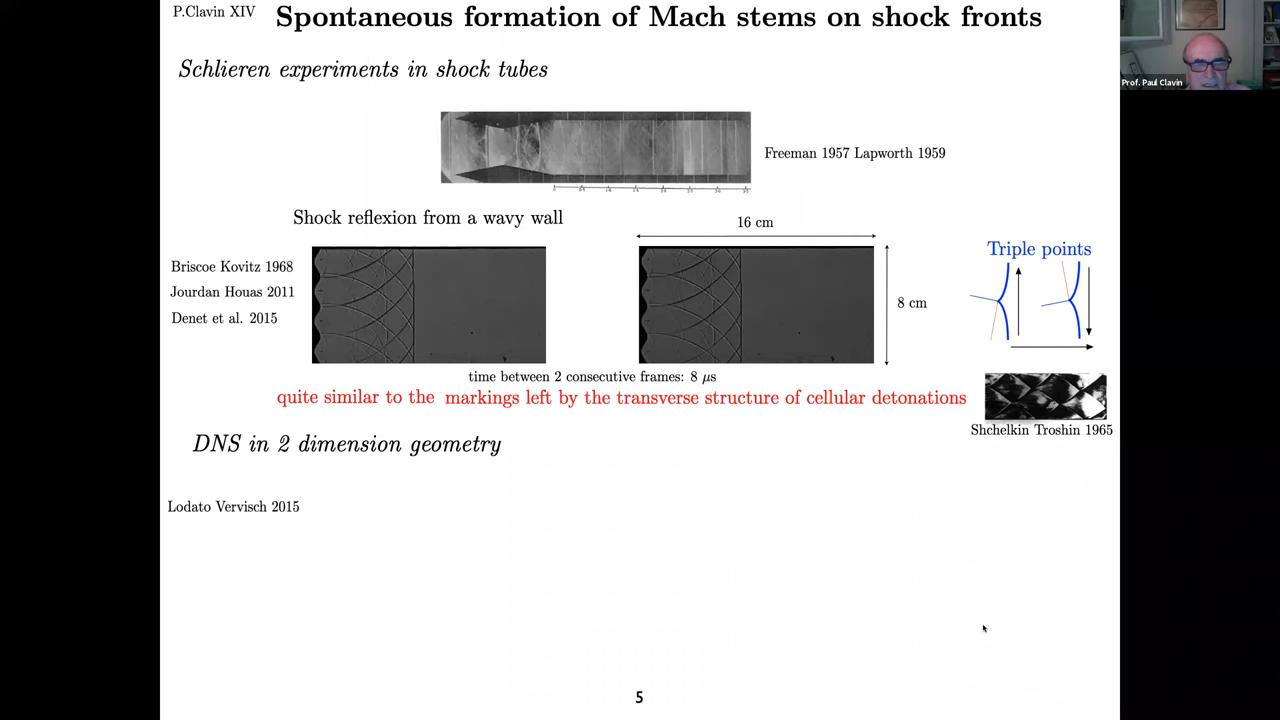 P.Clavin XIV
Spontaneous formation of Mach stems on shock fronts
Prof. Paul Clavin
Schlieren experiments in shock tubes
Freeman 1957 Lapworth 1959
Shock reflexion from a wavy wall
16 cm
Briscoe Kovitz 1968
Jourdan Houas 2011
Denet et al. 2015
8 cm
Triple points
time between 2 consecutive frames: 8 μs
quite similar to the markings left by the transverse structure of cellular detonations
Shchelkin Troshin 1965
DNS in 2 dimension geometry
Lodato Vervisch 2015
5